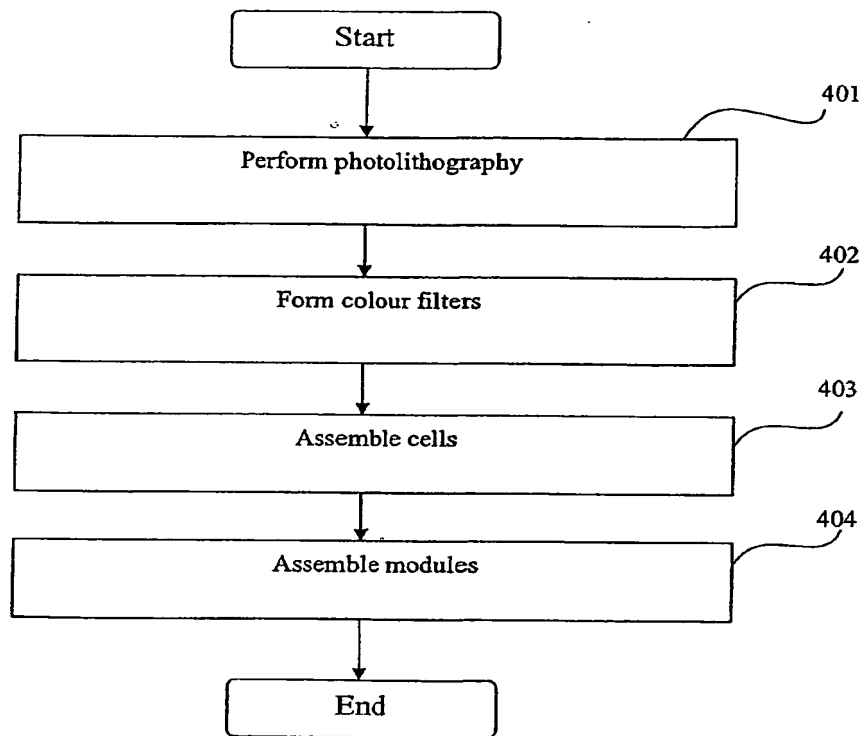 Start
401
Perform photolithography
402
Form colour filters
403
Assemble cells
404
Assemble modules
End